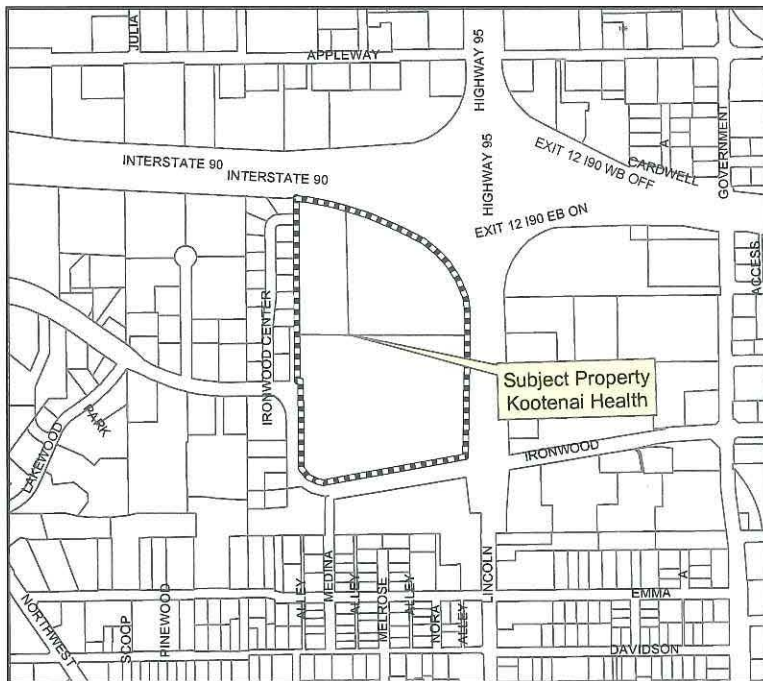 JULIA
APPLEWAY
HIGHWAY 95
INTERSTATE 90
INTERSTATE 90
HIGHWAY 95
EXIT 12 I90 WB OFF
CARDWELL
A
GOVERNMENT
EXIT 12 I90 EB ON
ACCESS
IRONWOOD CENTER
Subject Property
Kootenai Health
PARK
LAKEWOOD
IRONWOOD
NORTHWEST
SCOOP
PINEWOOD
ALLEY
MEDINA
ALLEY
MELROSE
ALLEY
NORA
ALLEY
LINCOLN
A
EMMA
DAVIDSON